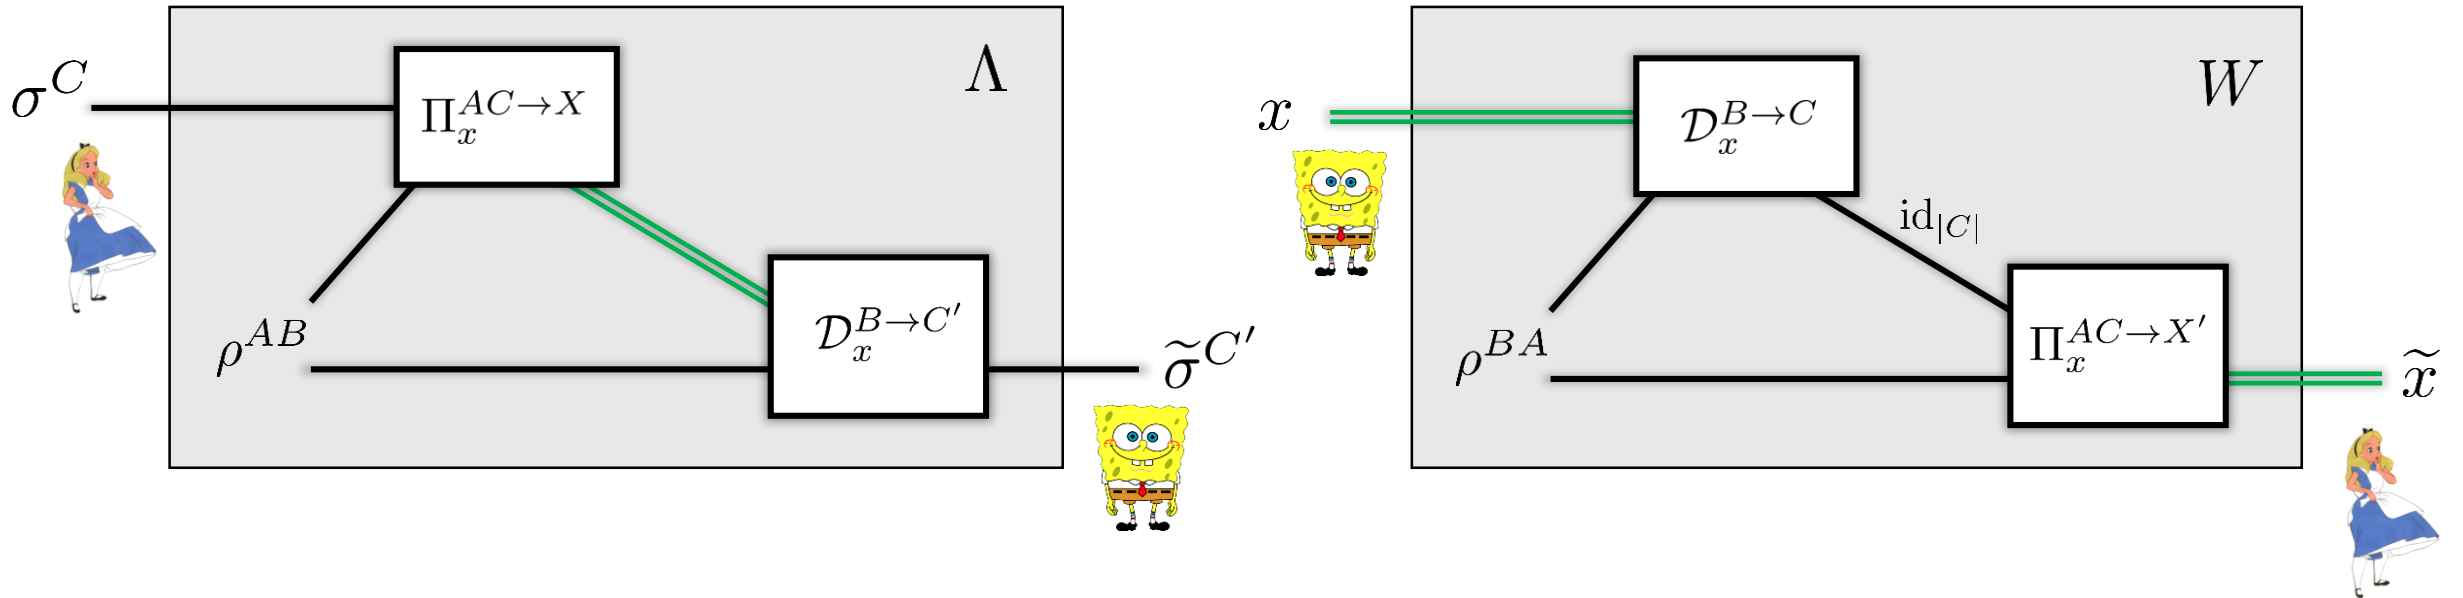 σ^C
Π_x^{AC→X}
Λ
ρ^{AB}
𝒟_x^{B→C′}
σ̃^{C′}
x
𝒟_x^{B→C}
W
id_{|C|}
ρ^{BA}
Π_x^{AC→X′}
x̃